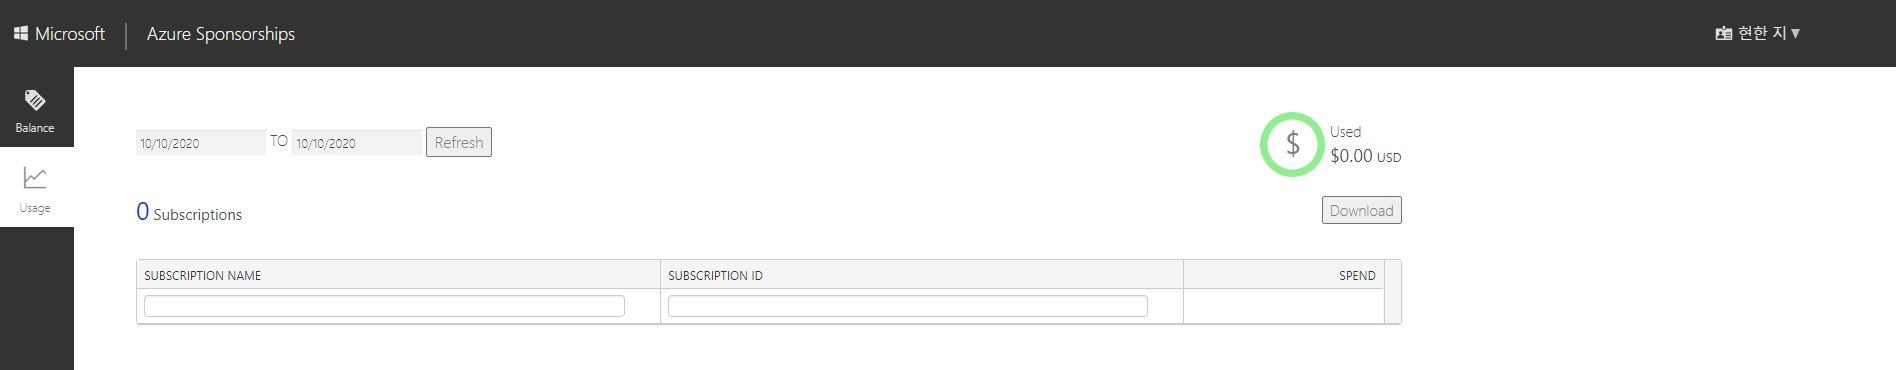 Microsoft Azure Sponsorships 현한 지 ▼
Balance
Usage
10/10/2020 TO 10/10/2020 Refresh
$ Used
$0.00 USD
0 Subscriptions
Download
SUBSCRIPTION NAME SUBSCRIPTION ID SPEND